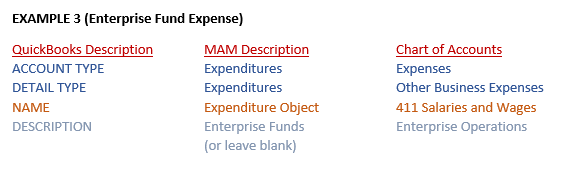 EXAMPLE 3 (Enterprise Fund Expense)
QuickBooks Description MAM Description Chart of Accounts
ACCOUNT TYPE Expenditures Expenses
DETAIL TYPE Expenditures Other Business Expenses
NAME Expenditure Object 411 Salaries and Wages
DESCRIPTION Enterprise Funds Enterprise Operations
(or leave blank)